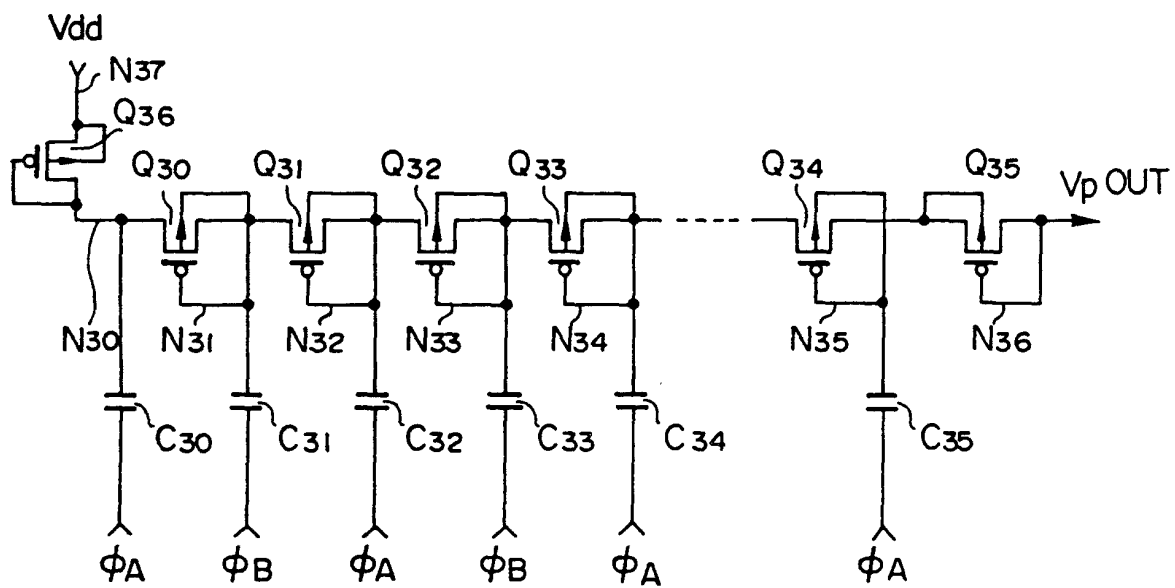 Vdd
N37
Q36
Q30 Q31 Q32 Q33 Q34 Q35
Vp OUT
N30 N31 N32 N33 N34 N35 N36
C30 C31 C32 C33 C34 C35
ϕA ϕB ϕA ϕB ϕA ϕA